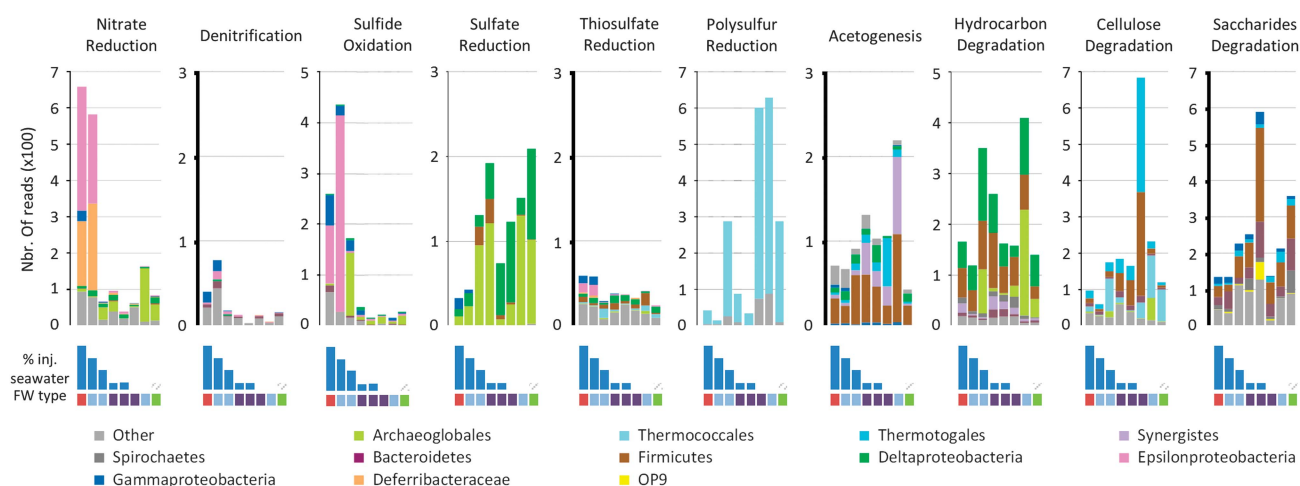 Nitrate
Reduction
Denitrification
Sulfide
Oxidation
Sulfate
Reduction
Thiosulfate
Reduction
Polysulfur
Reduction
Acetogenesis
Hydrocarbon
Degradation
Cellulose
Degradation
Saccharides
Degradation
Nbr. Of reads (x100)
7
6
5
4
3
2
1
0
3
2
1
0
5
4
3
2
1
0
3
2
1
0
3
2
1
0
7
6
5
4
3
2
1
0
3
2
1
0
5
4
3
2
1
0
7
6
5
4
3
2
1
0
7
6
5
4
3
2
1
0
% inj.
seawater
FW type
Other
Archaeoglobales
Thermococcales
Thermotogales
Synergistes
Spirochaetes
Bacteroidetes
Firmicutes
Deltaproteobacteria
Epsilonproteobacteria
Gammaproteobacteria
Deferribacteraceae
OP9